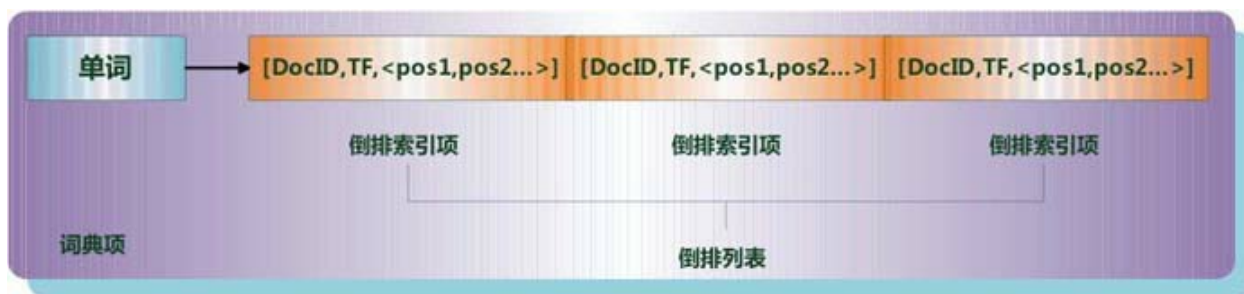 单词 [DocID,TF,<pos1,pos2...>] [DocID,TF,<pos1,pos2...>] [DocID,TF,<pos1,pos2...>]
倒排索引项 倒排索引项 倒排索引项
词典项
倒排列表